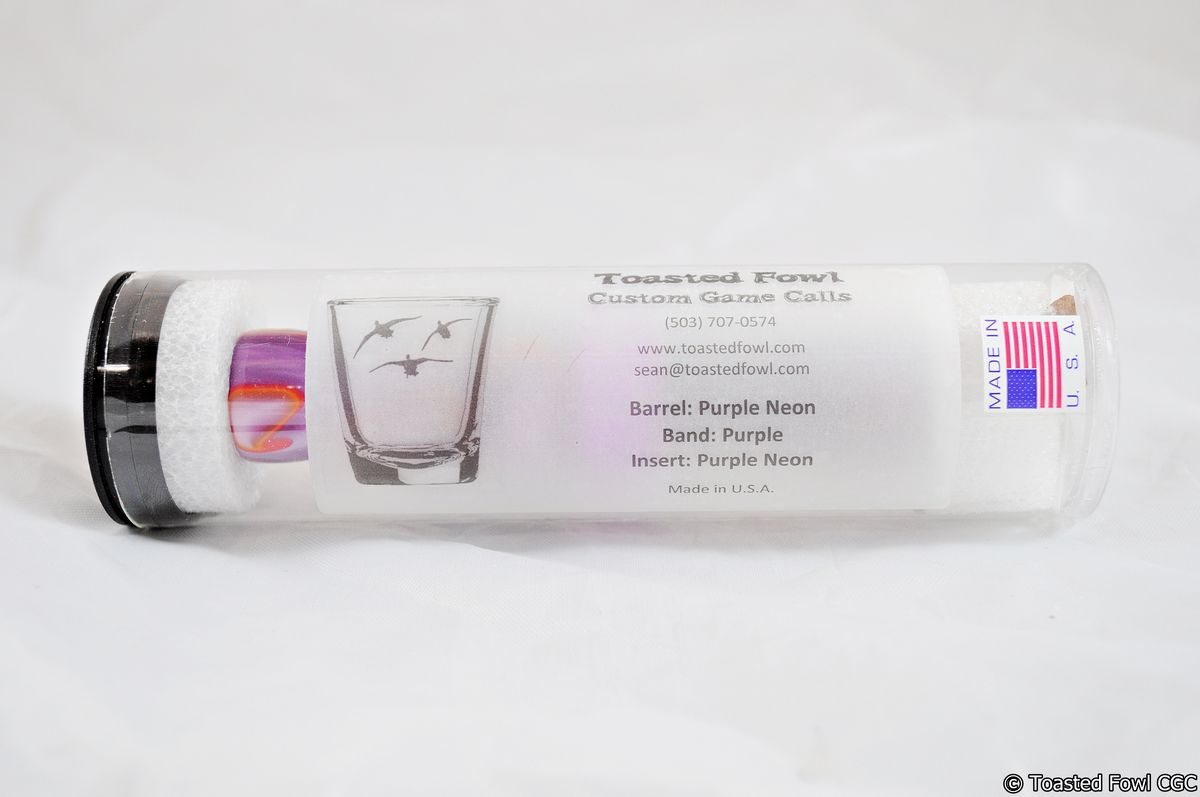 Toasted Fowl
Custom Game Calls
(503) 707-0574
www.toastedfowl.com
sean@toastedfowl.com
Barrel: Purple Neon
Band: Purple
Insert: Purple Neon
Made in U.S.A.
MADE IN
U. S. A.
© Toasted Fowl CGC